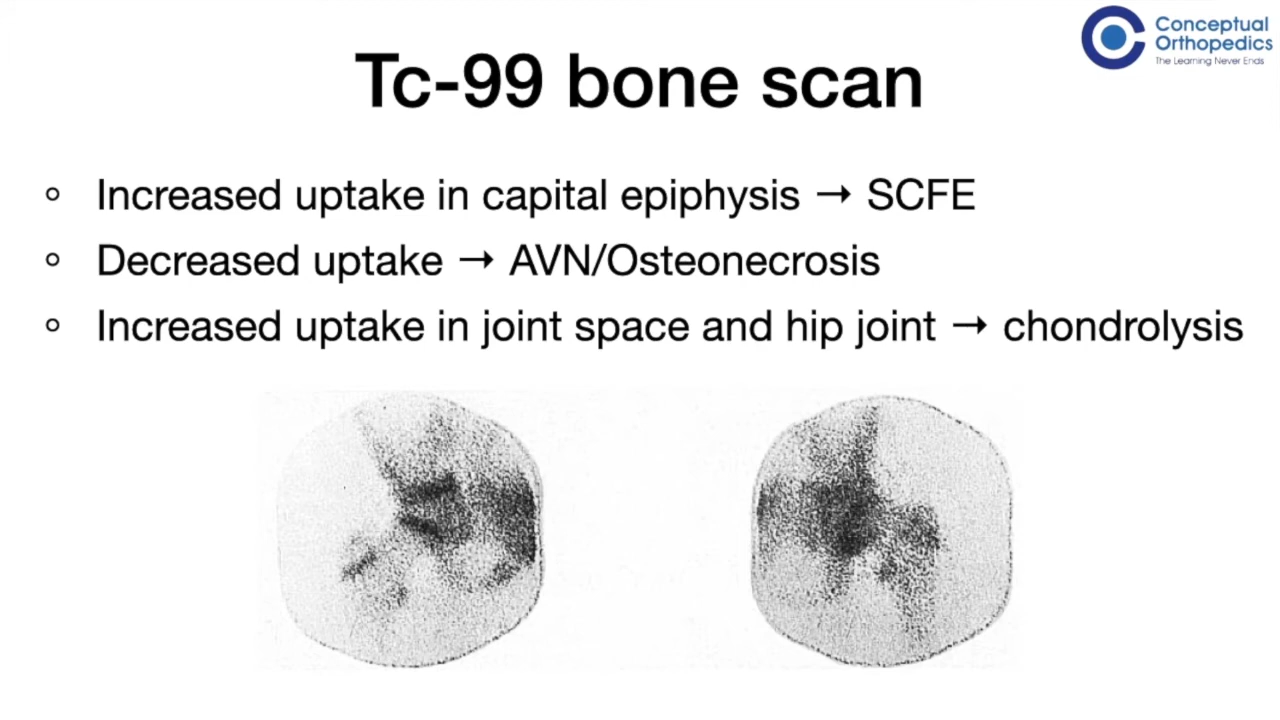 Conceptual
Orthopedics
The Learning Never Ends
Tc-99 bone scan
◦ Increased uptake in capital epiphysis → SCFE
◦ Decreased uptake → AVN/Osteonecrosis
◦ Increased uptake in joint space and hip joint → chondrolysis